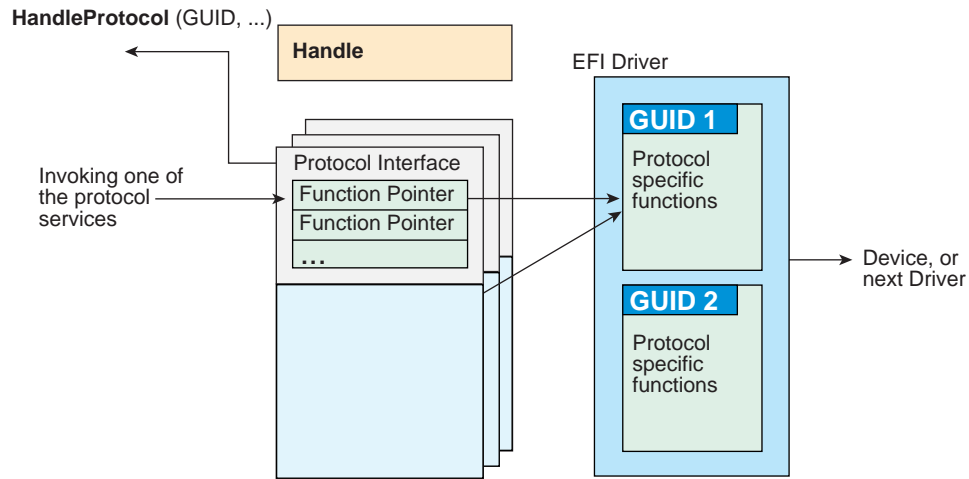 HandleProtocol (GUID, ...)
Handle
EFI Driver
GUID 1
Protocol
specific
functions
Protocol Interface
Function Pointer
Function Pointer
...
Invoking one of
the protocol
services
Device, or
next Driver
GUID 2
Protocol
specific
functions